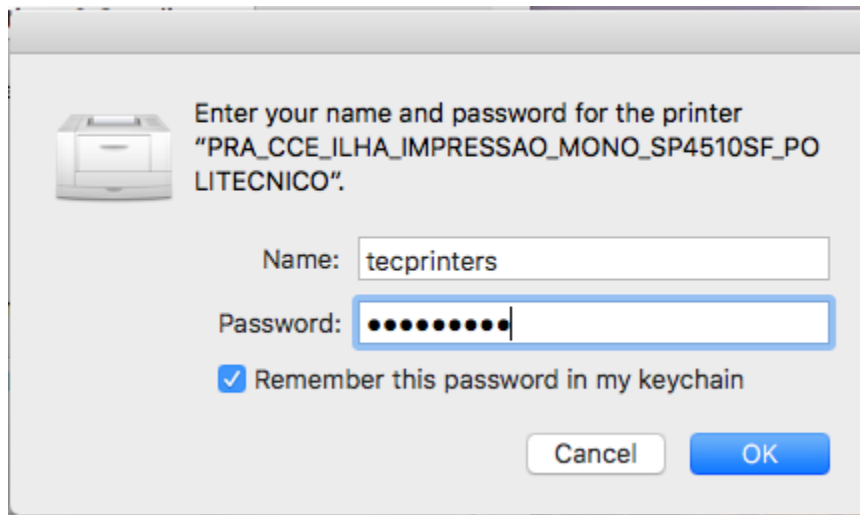 Enter your name and password for the printer
"PRA_CCE_ILHA_IMPRESSAO_MONO_SP4510SF_PO
LITECNICO".
Name: tecprinters
Password: ●●●●●●●●●
Remember this password in my keychain
Cancel OK